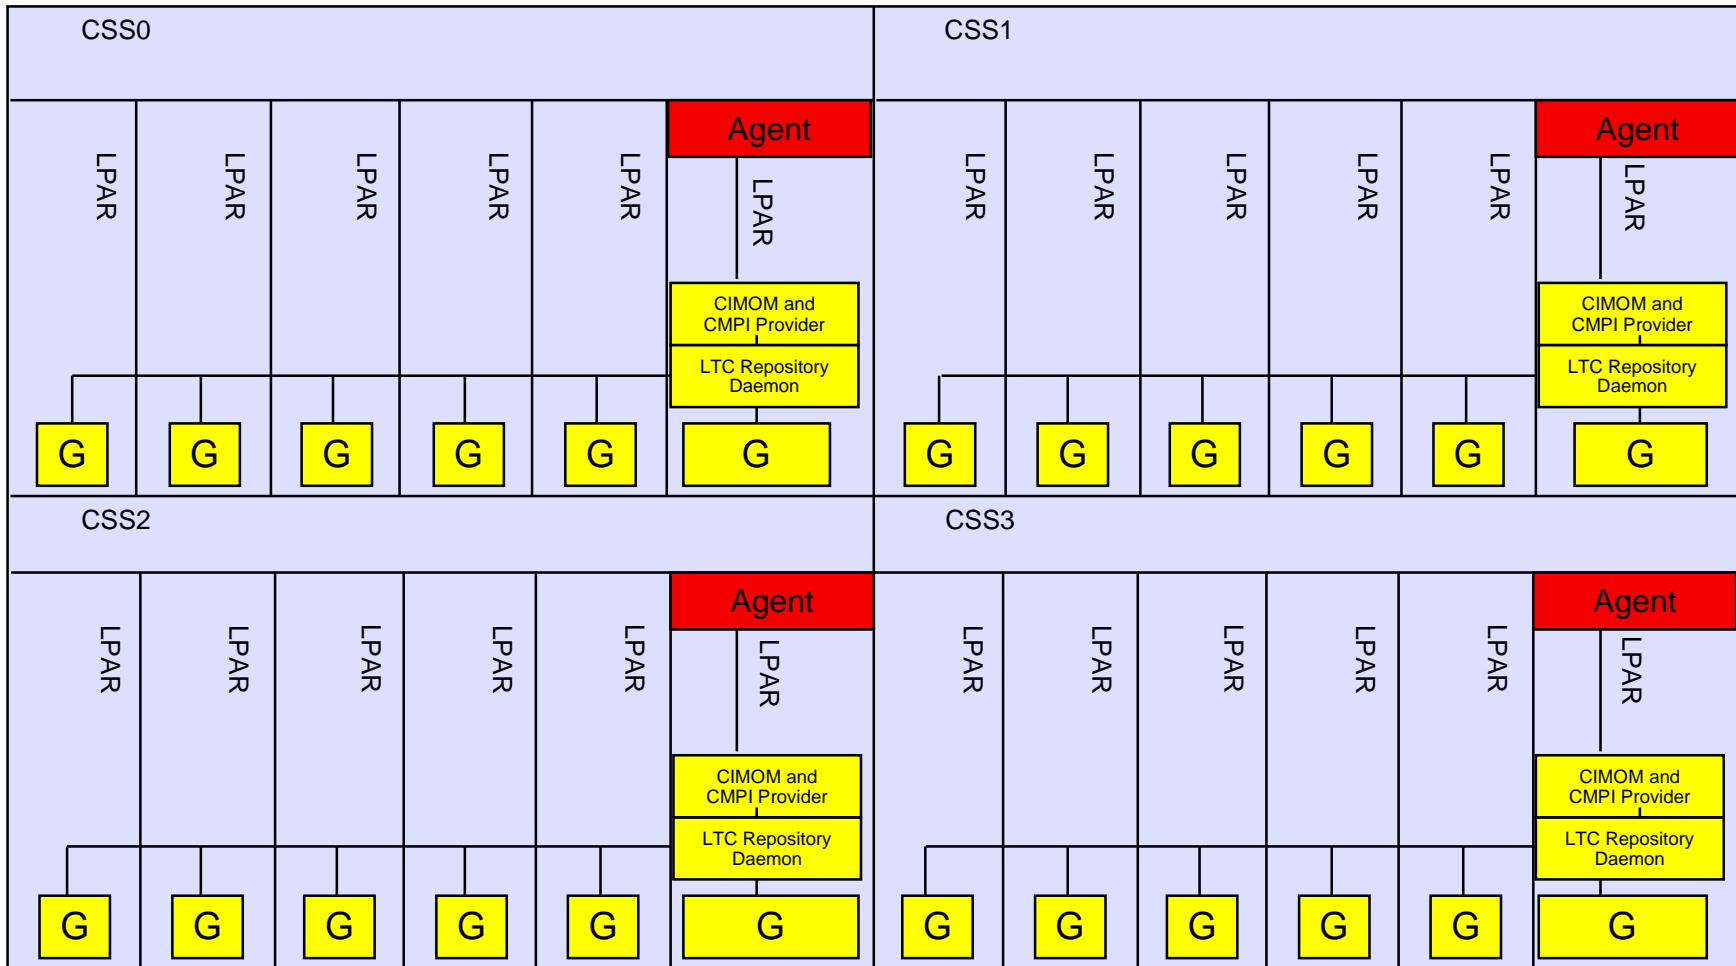 CSS0
CSS1
Agent
Agent
LPAR
LPAR
LPAR
LPAR
LPAR
LPAR
LPAR
LPAR
LPAR
LPAR
LPAR
LPAR
CIMOM and
CMPI Provider
CIMOM and
CMPI Provider
LTC Repository
Daemon
LTC Repository
Daemon
G
G
G
G
G
G
G
G
G
G
G
G
CSS2
CSS3
Agent
Agent
LPAR
LPAR
LPAR
LPAR
LPAR
LPAR
LPAR
LPAR
LPAR
LPAR
LPAR
LPAR
CIMOM and
CMPI Provider
CIMOM and
CMPI Provider
LTC Repository
Daemon
LTC Repository
Daemon
G
G
G
G
G
G
G
G
G
G
G
G